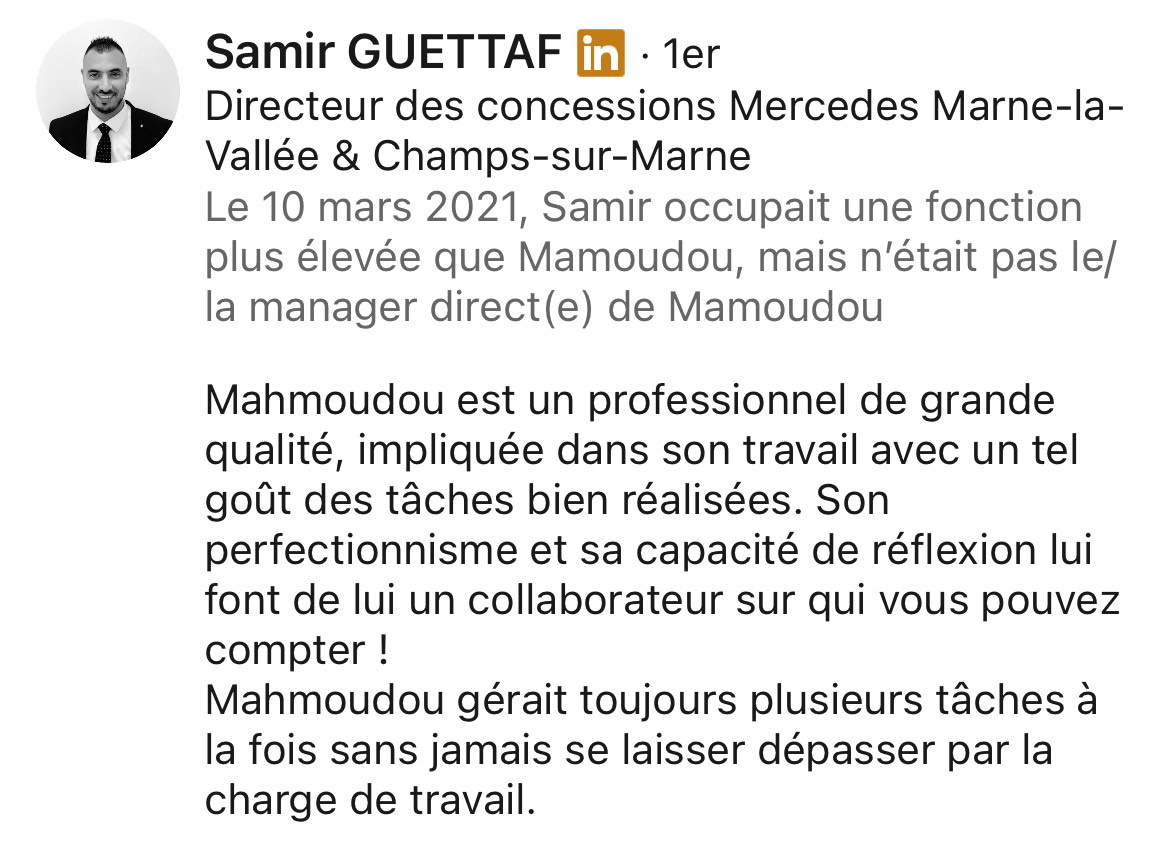 Samir GUETTAF in · 1er
Directeur des concessions Mercedes Marne-la-
Vallée & Champs-sur-Marne
Le 10 mars 2021, Samir occupait une fonction
plus élevée que Mamoudou, mais n’était pas le/
la manager direct(e) de Mamoudou
Mahmoudou est un professionnel de grande
qualité, impliquée dans son travail avec un tel
goût des tâches bien réalisées. Son
perfectionnisme et sa capacité de réflexion lui
font de lui un collaborateur sur qui vous pouvez
compter !
Mahmoudou gérait toujours plusieurs tâches à
la fois sans jamais se laisser dépasser par la
charge de travail.